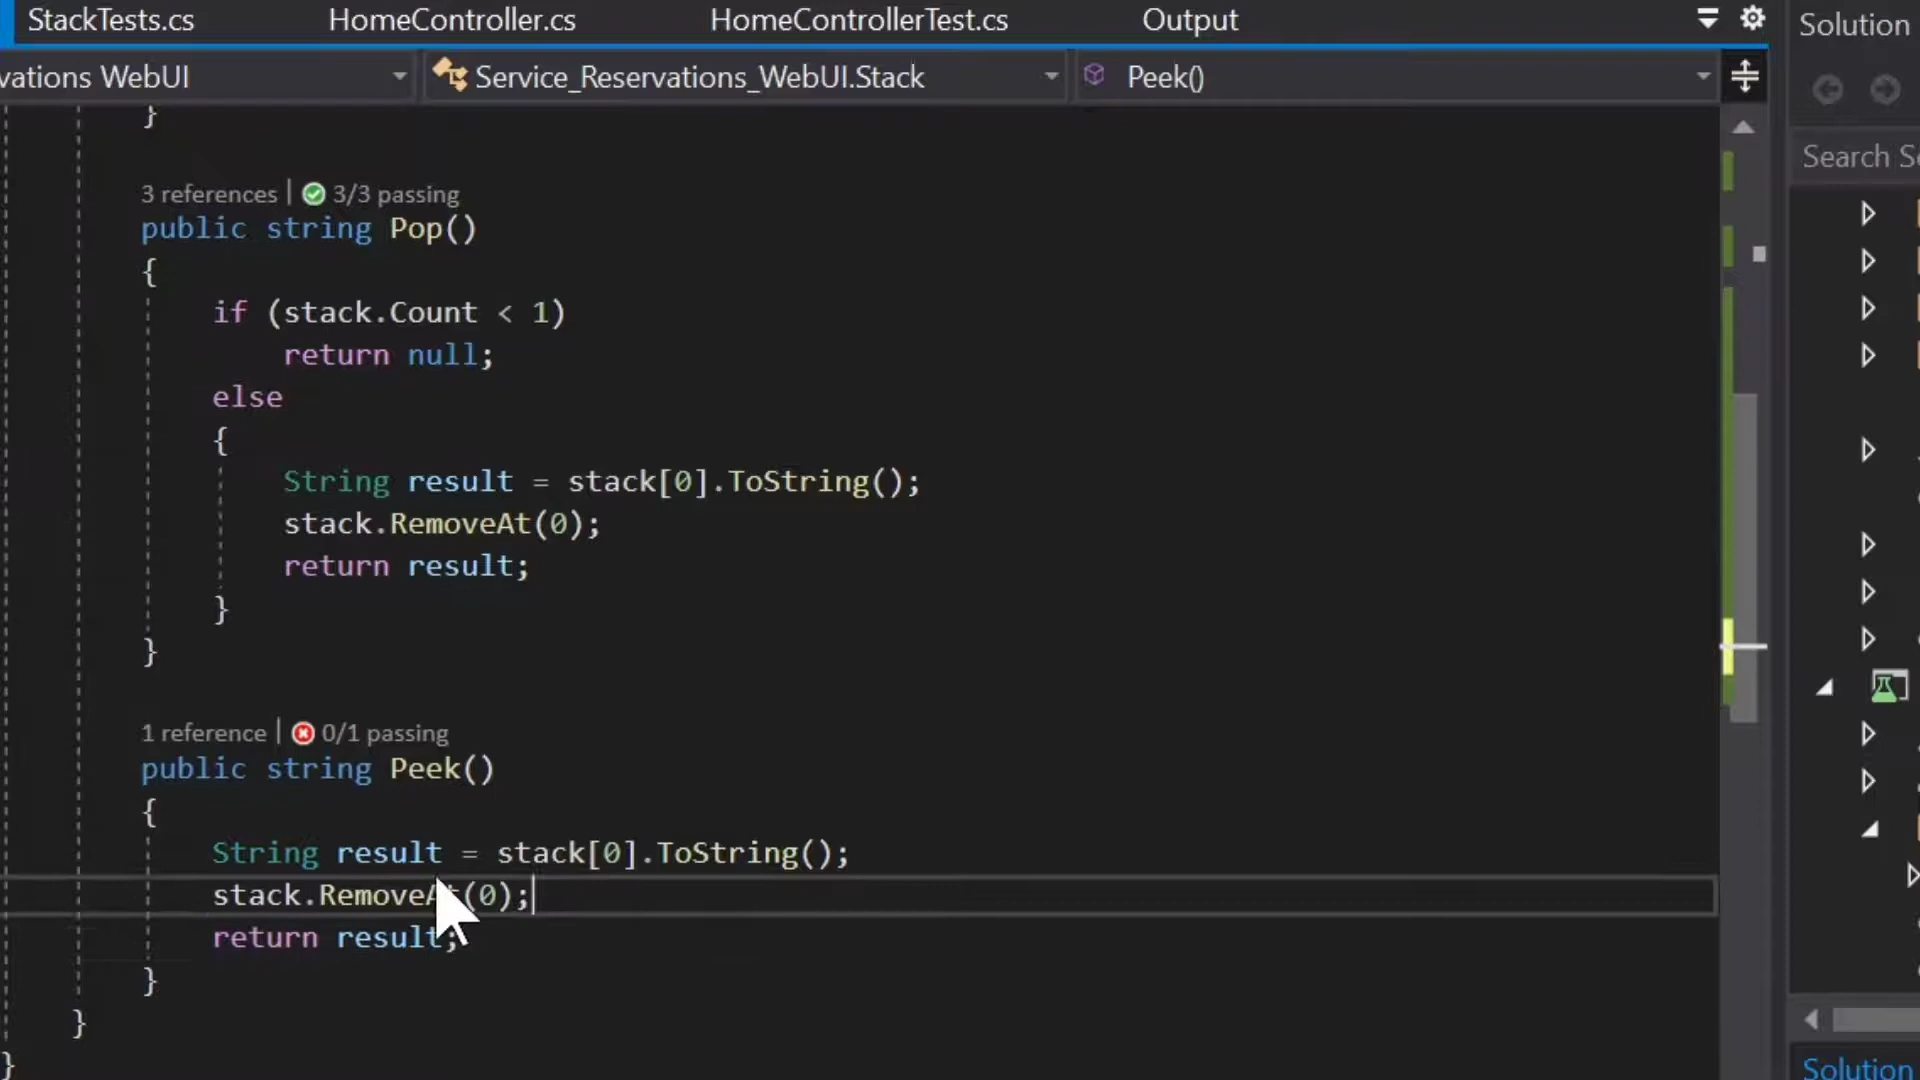 StackTests.cs HomeController.cs HomeControllerTest.cs Output
Solution
vations WebUI Service_Reservations_WebUI.Stack Peek()
}
Search Se
3 references | 3/3 passing
public string Pop()
{
if (stack.Count < 1)
return null;
else
{
String result = stack[0].ToString();
stack.RemoveAt(0);
return result;
}
}
1 reference | 0/1 passing
public string Peek()
{
String result = stack[0].ToString();
stack.RemoveAt(0);
return result;
}
}
}
Solution